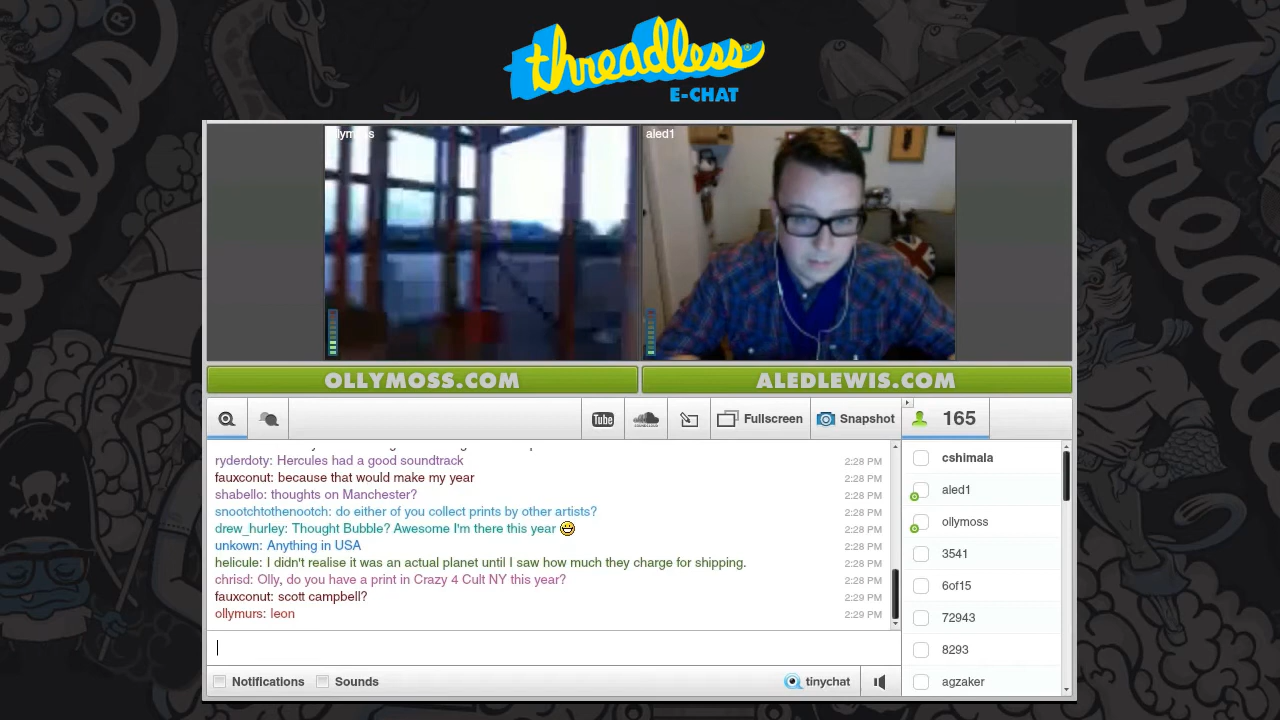 threadless
E-CHAT
ollymoss
aled1
OLLYMOSS.COM
ALEDLEWIS.COM
Tube
Fullscreen
Snapshot
165
ryderdoty: Hercules had a good soundtrack 2:28 PM
fauxconut: because that would make my year 2:28 PM
shabello: thoughts on Manchester? 2:28 PM
snootchtothenootch: do either of you collect prints by other artists? 2:28 PM
drew_hurley: Thought Bubble? Awesome I'm there this year 2:28 PM
unkown: Anything in USA 2:28 PM
helicule: I didn't realise it was an actual planet until I saw how much they charge for shipping. 2:28 PM
chrisd: Olly, do you have a print in Crazy 4 Cult NY this year? 2:28 PM
fauxconut: scott campbell? 2:29 PM
ollymurs: leon 2:29 PM
cshimala
aled1
ollymoss
3541
6of15
72943
8293
agzaker
Notifications
Sounds
tinychat